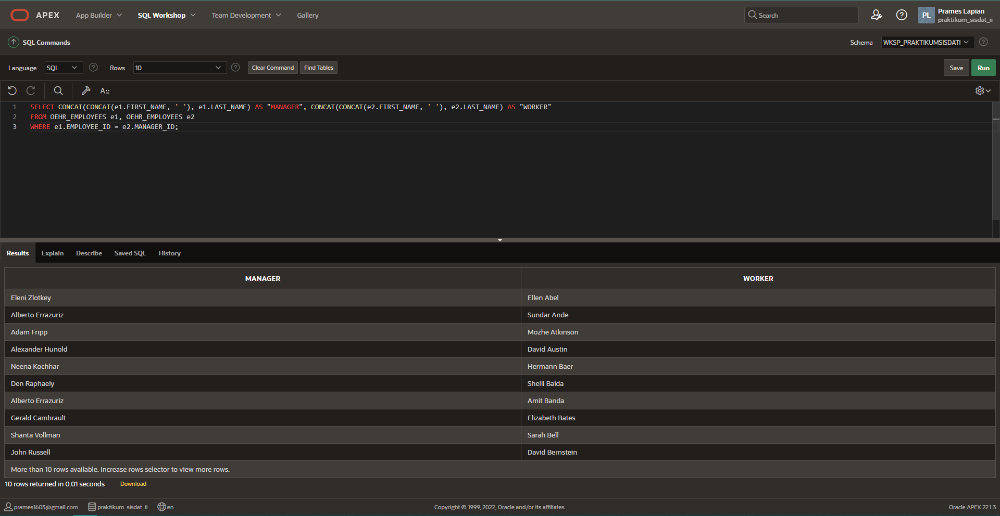 APEX App Builder SQL Workshop Team Development Gallery Search PL Prames Lapian
praktikum_sisdat_ii
SQL Commands Schema WKSP_PRAKTIKUMSISDATI
Language SQL Rows 10 Clear Command Find Tables Save Run
A::
1 SELECT CONCAT(CONCAT(e1.FIRST_NAME, ' '), e1.LAST_NAME) AS "MANAGER", CONCAT(CONCAT(e2.FIRST_NAME, ' '), e2.LAST_NAME) AS "WORKER"
2 FROM OEHR_EMPLOYEES e1, OEHR_EMPLOYEES e2
3 WHERE e1.EMPLOYEE_ID = e2.MANAGER_ID;
Results Explain Describe Saved SQL History
MANAGER WORKER
Eleni Zlotkey Ellen Abel
Alberto Errazuriz Sundar Ande
Adam Fripp Mozhe Atkinson
Alexander Hunold David Austin
Neena Kochhar Hermann Baer
Den Raphaely Shelli Baida
Alberto Errazuriz Amit Banda
Gerald Cambrault Elizabeth Bates
Shanta Vollman Sarah Bell
John Russell David Bernstein
More than 10 rows available. Increase rows selector to view more rows.
10 rows returned in 0.01 seconds Download
prames1603@gmail.com praktikum_sisdat_ii en Copyright © 1999, 2022, Oracle and/or its affiliates. Oracle APEX 22.1.3